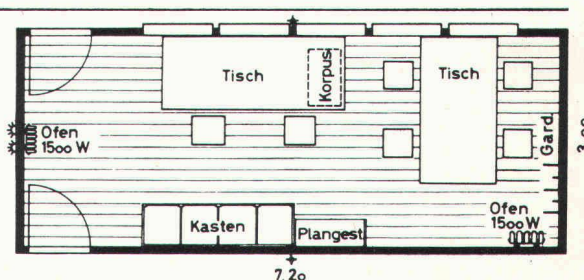 Tisch
Korpus
Tisch
Ofen
1500 W
Gard.
Kasten
Plangest.
Ofen
1500 W
7.20